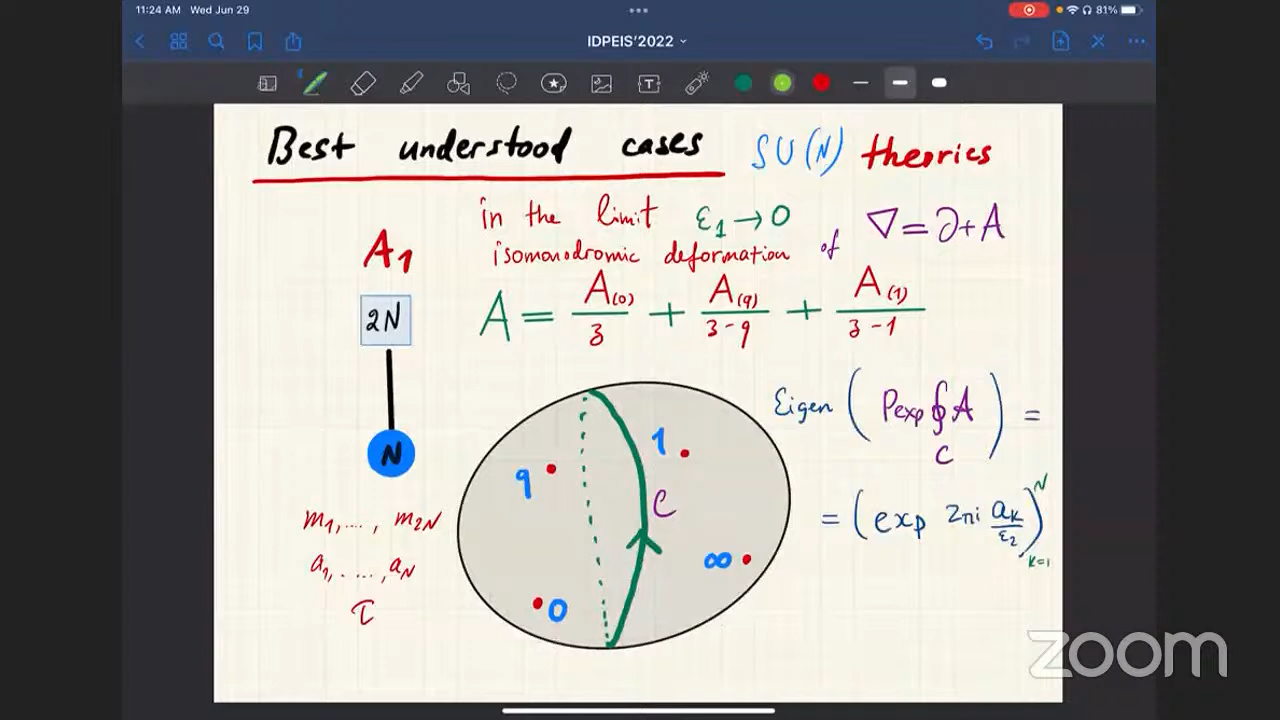 11:24 AM Wed Jun 29
81%
IDPEIS'2022
Best understood cases SU(N) theories
in the limit ε₁→0
isomonodromic deformation of ∇=∂+A
A₁
A = A(0)/z + A(q)/(z-q) + A(1)/(z-1)
2N
Eigen ( Pexp∮A ) =
C
N
= ( exp 2πi aₖ/ε₂ )ᴺ k=1
q
1
C
∞
0
m₁,...., m₂N
a₁,....,aN
τ
zoom